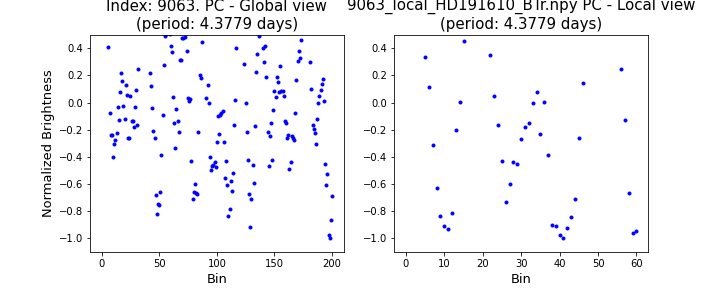 Index: 9063. PC - Global view
(period: 4.3779 days)
9063_local_HD191610_BTr.npy PC - Local view
(period: 4.3779 days)
Normalized Brightness
0.4
0.2
0.0
−0.2
−0.4
−0.6
−0.8
−1.0
0 50 100 150 200
Bin
0.4
0.2
0.0
−0.2
−0.4
−0.6
−0.8
−1.0
0 10 20 30 40 50 60
Bin